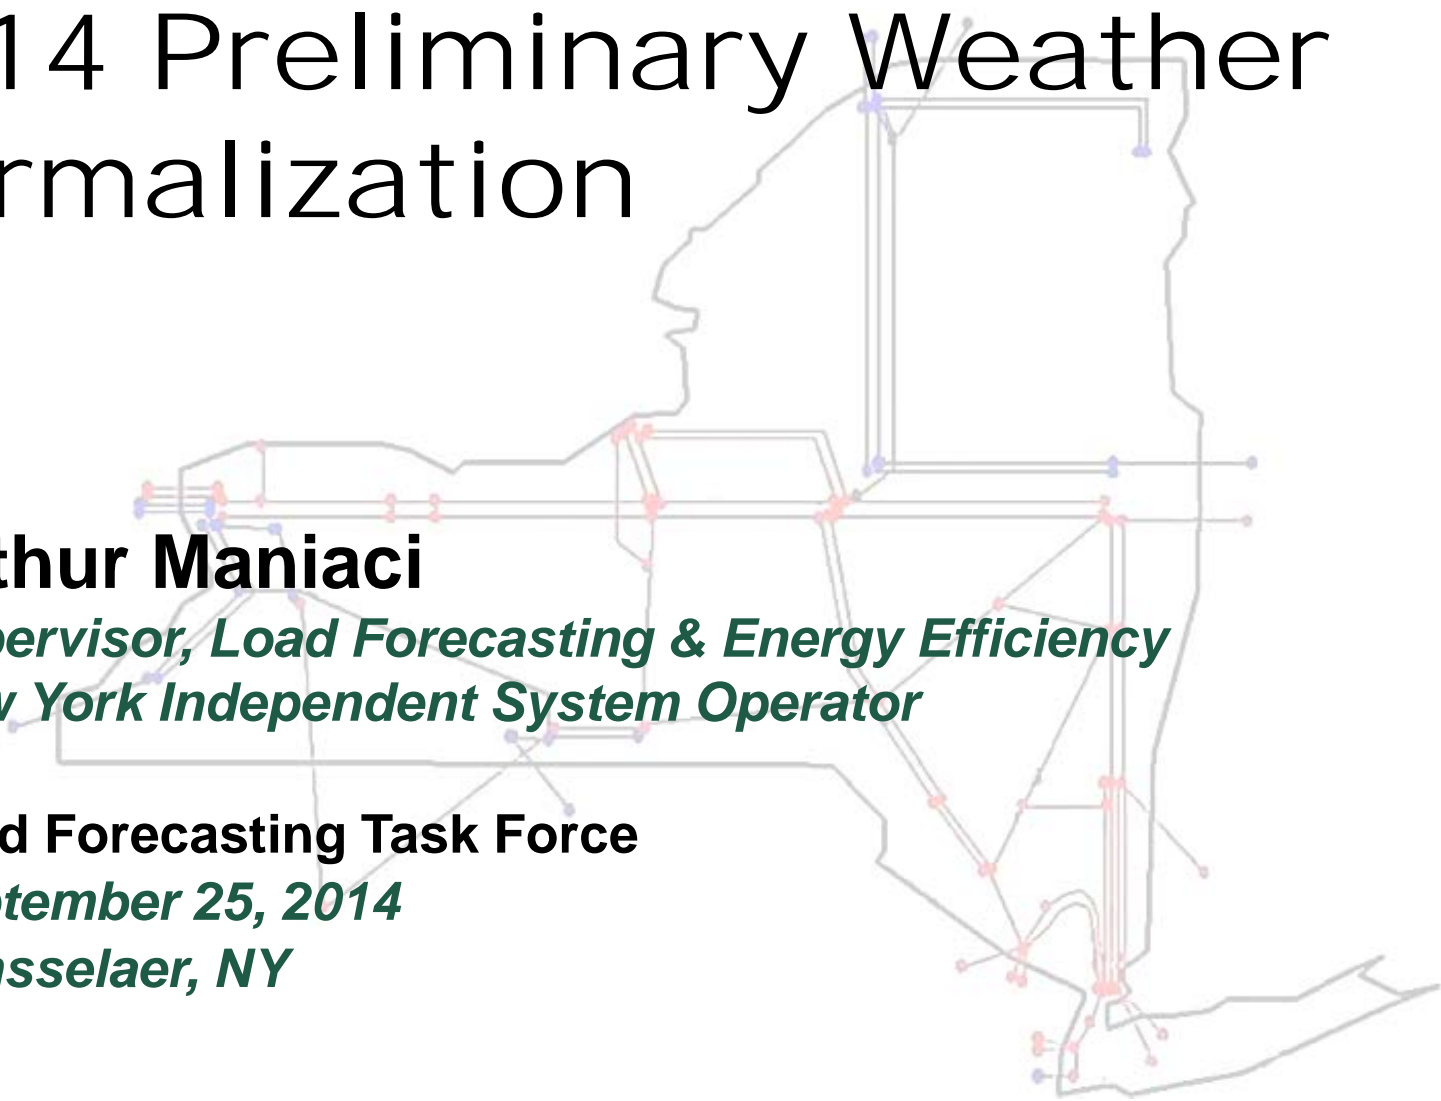 14 Preliminary Weather
rmalization
thur Maniaci
pervisor, Load Forecasting & Energy Efficiency
w York Independent System Operator
d Forecasting Task Force
ptember 25, 2014
nsselaer, NY